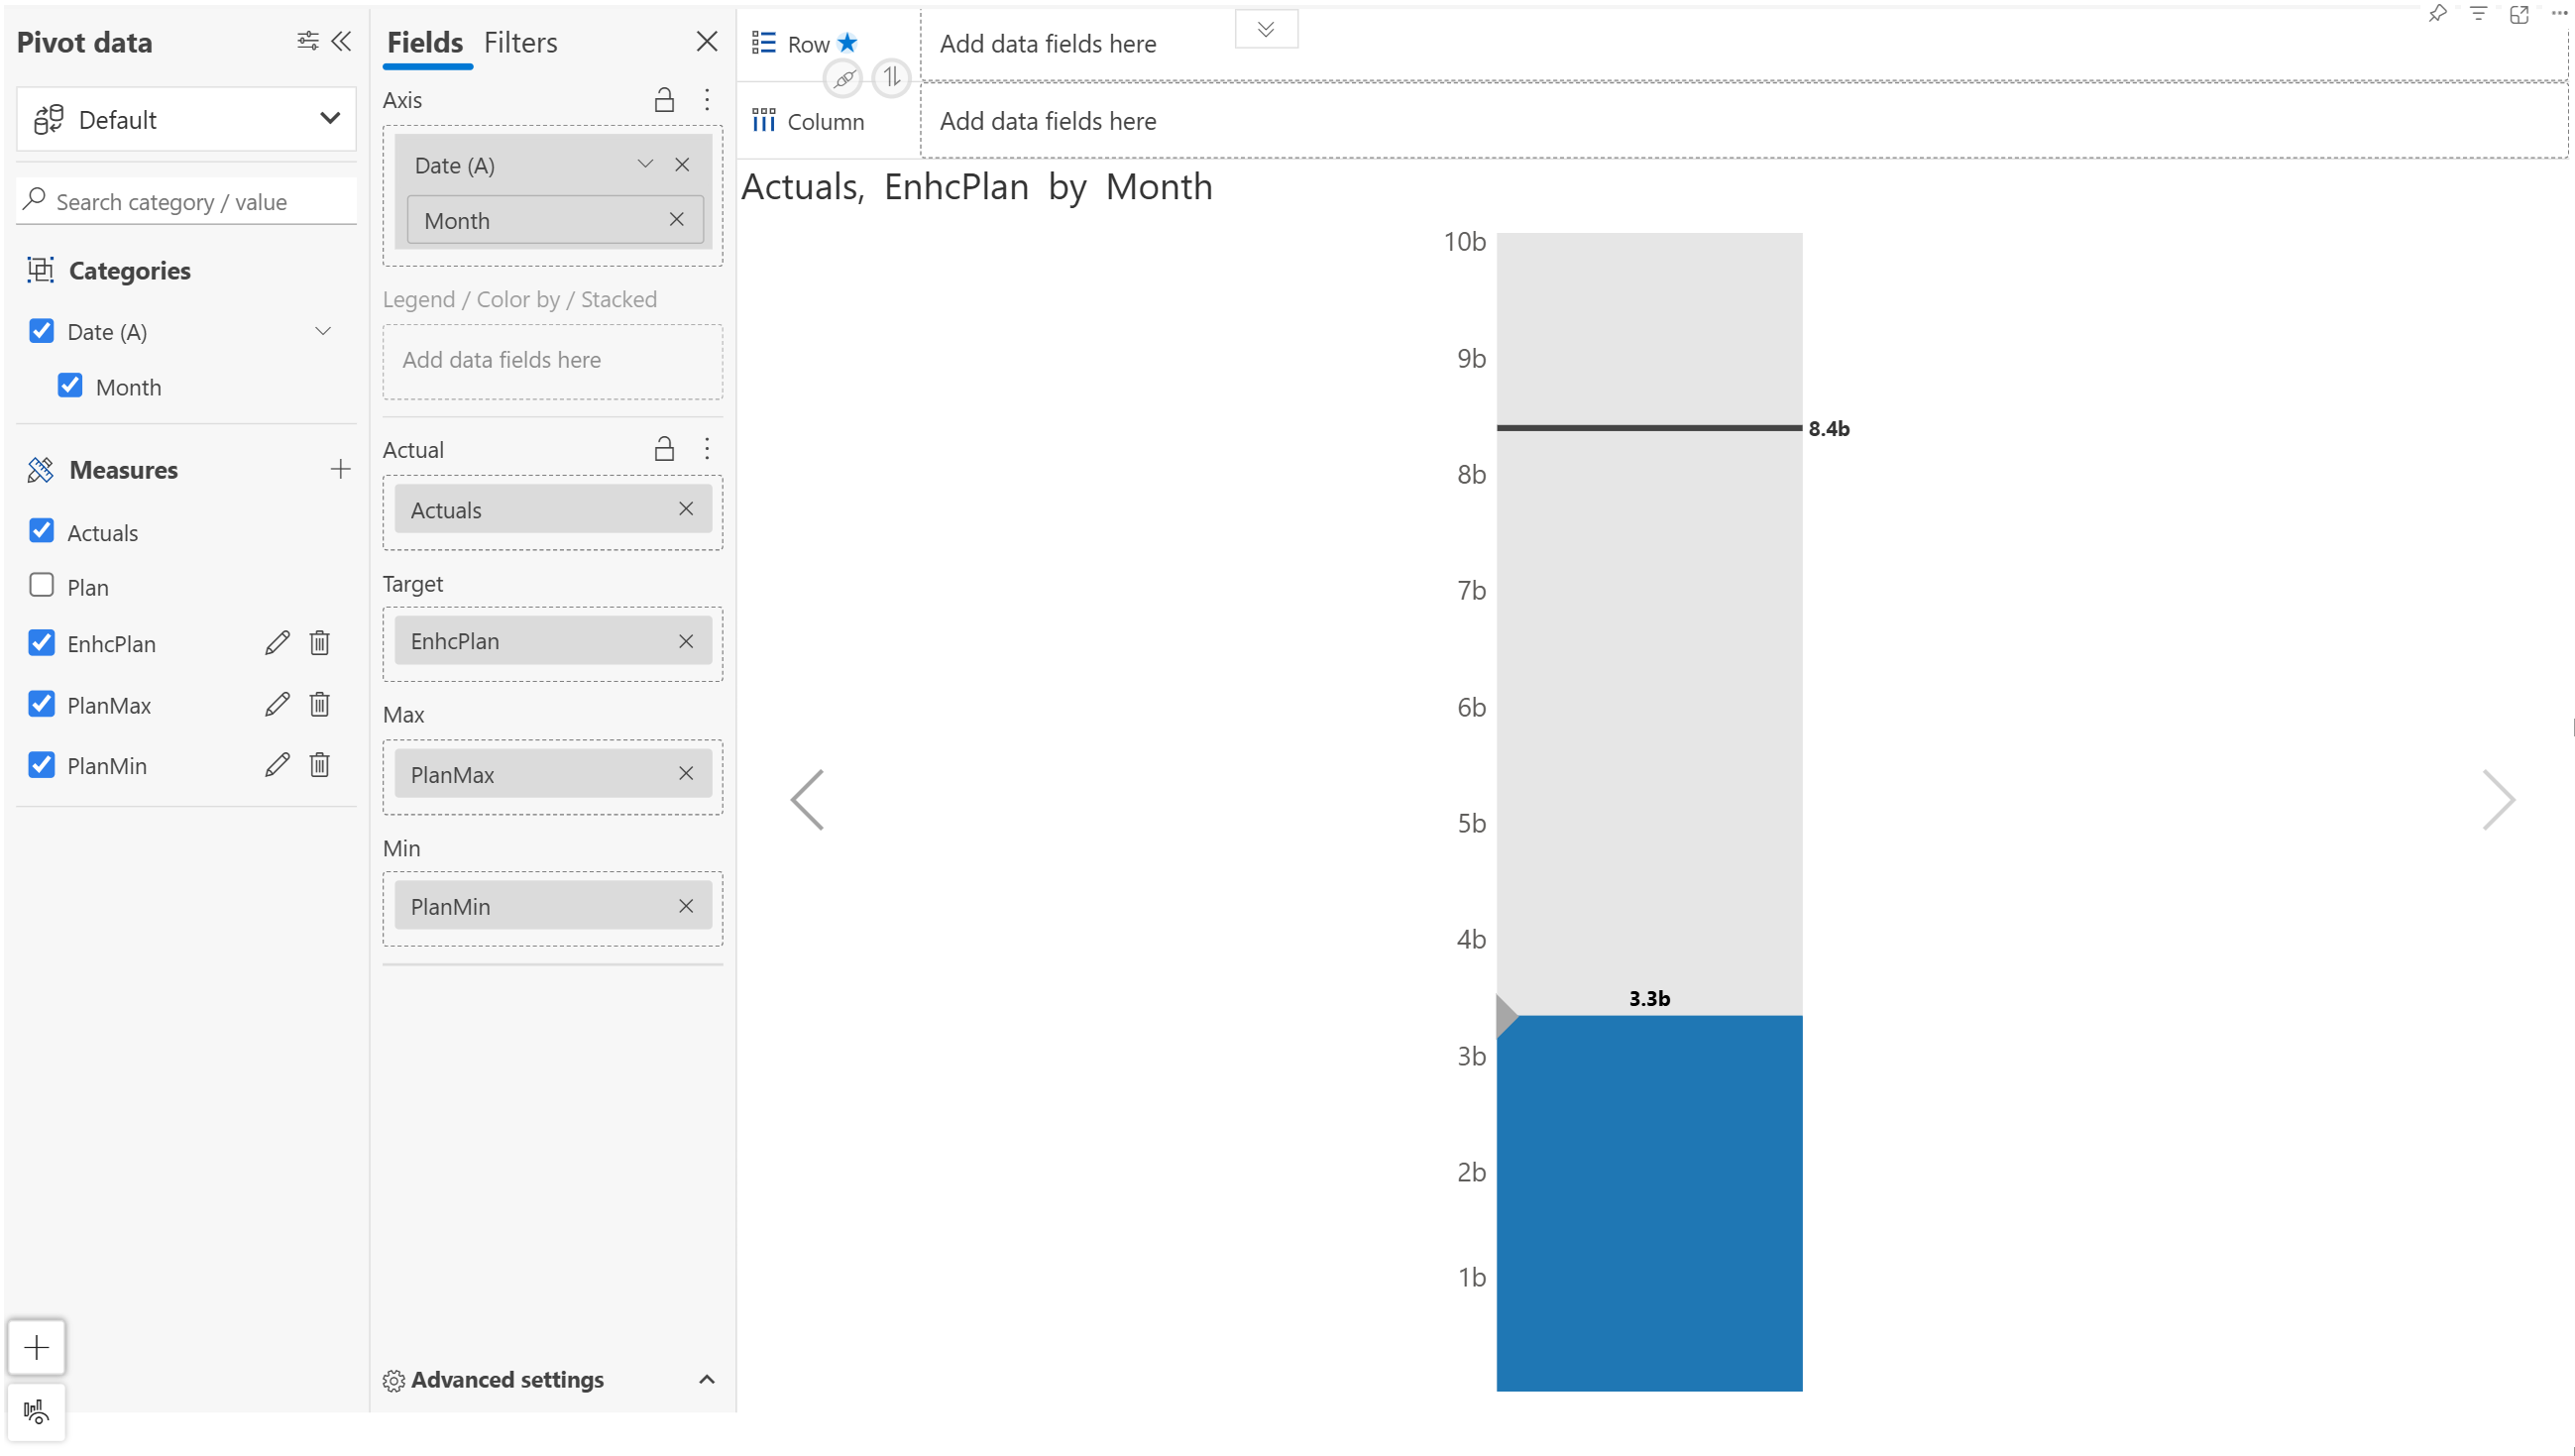 Pivot data
Default
Search category / value
Categories
Date (A)
Month
Measures
Actuals
Plan
EnhcPlan
PlanMax
PlanMin
Fields Filters
Axis
Date (A)
Month
Legend / Color by / Stacked
Add data fields here
Actual
Actuals
Target
EnhcPlan
Max
PlanMax
Min
PlanMin
Advanced settings
Row Add data fields here
Column Add data fields here
Actuals, EnhcPlan by Month
10b
9b
8.4b
8b
7b
6b
5b
4b
3.3b
3b
2b
1b